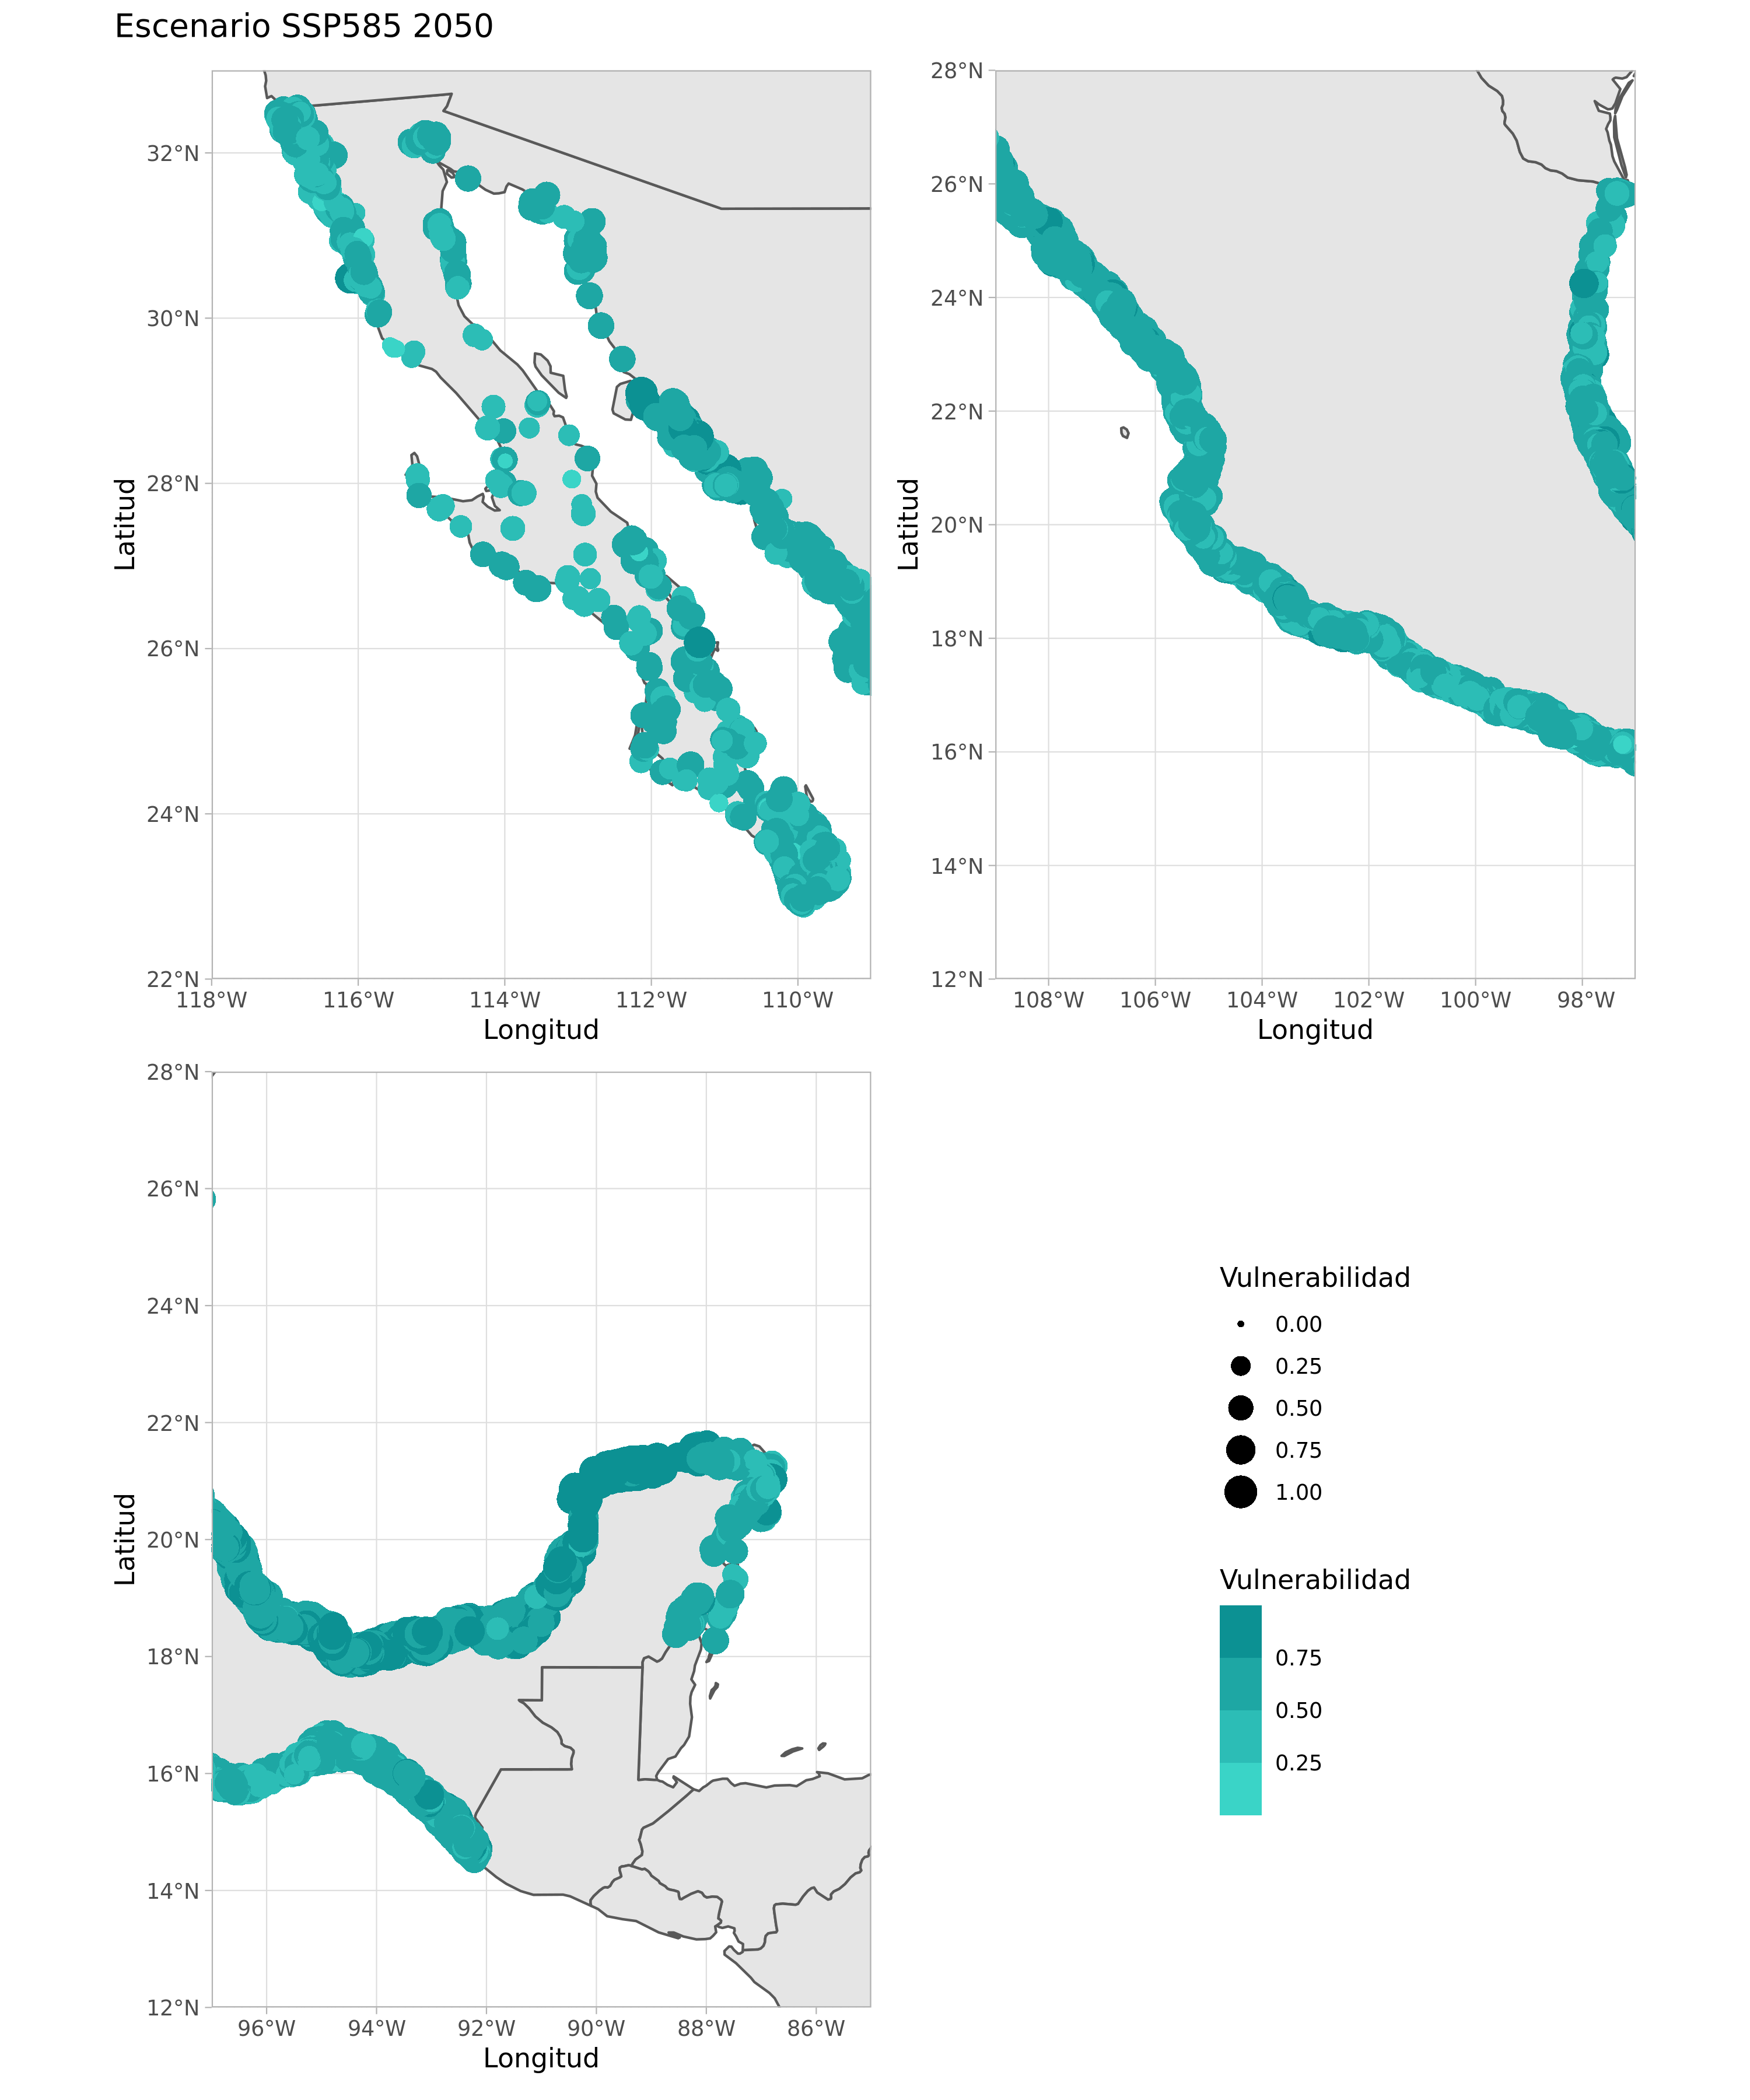 Escenario SSP585 2050
32°N
30°N
28°N
26°N
24°N
22°N
Latitud
118°W 116°W 114°W 112°W 110°W
Longitud
28°N
26°N
24°N
22°N
20°N
18°N
16°N
14°N
12°N
Latitud
108°W 106°W 104°W 102°W 100°W 98°W
Longitud
28°N
26°N
24°N
22°N
20°N
18°N
16°N
14°N
12°N
Latitud
96°W 94°W 92°W 90°W 88°W 86°W
Longitud
Vulnerabilidad
0.00
0.25
0.50
0.75
1.00
Vulnerabilidad
0.75
0.50
0.25